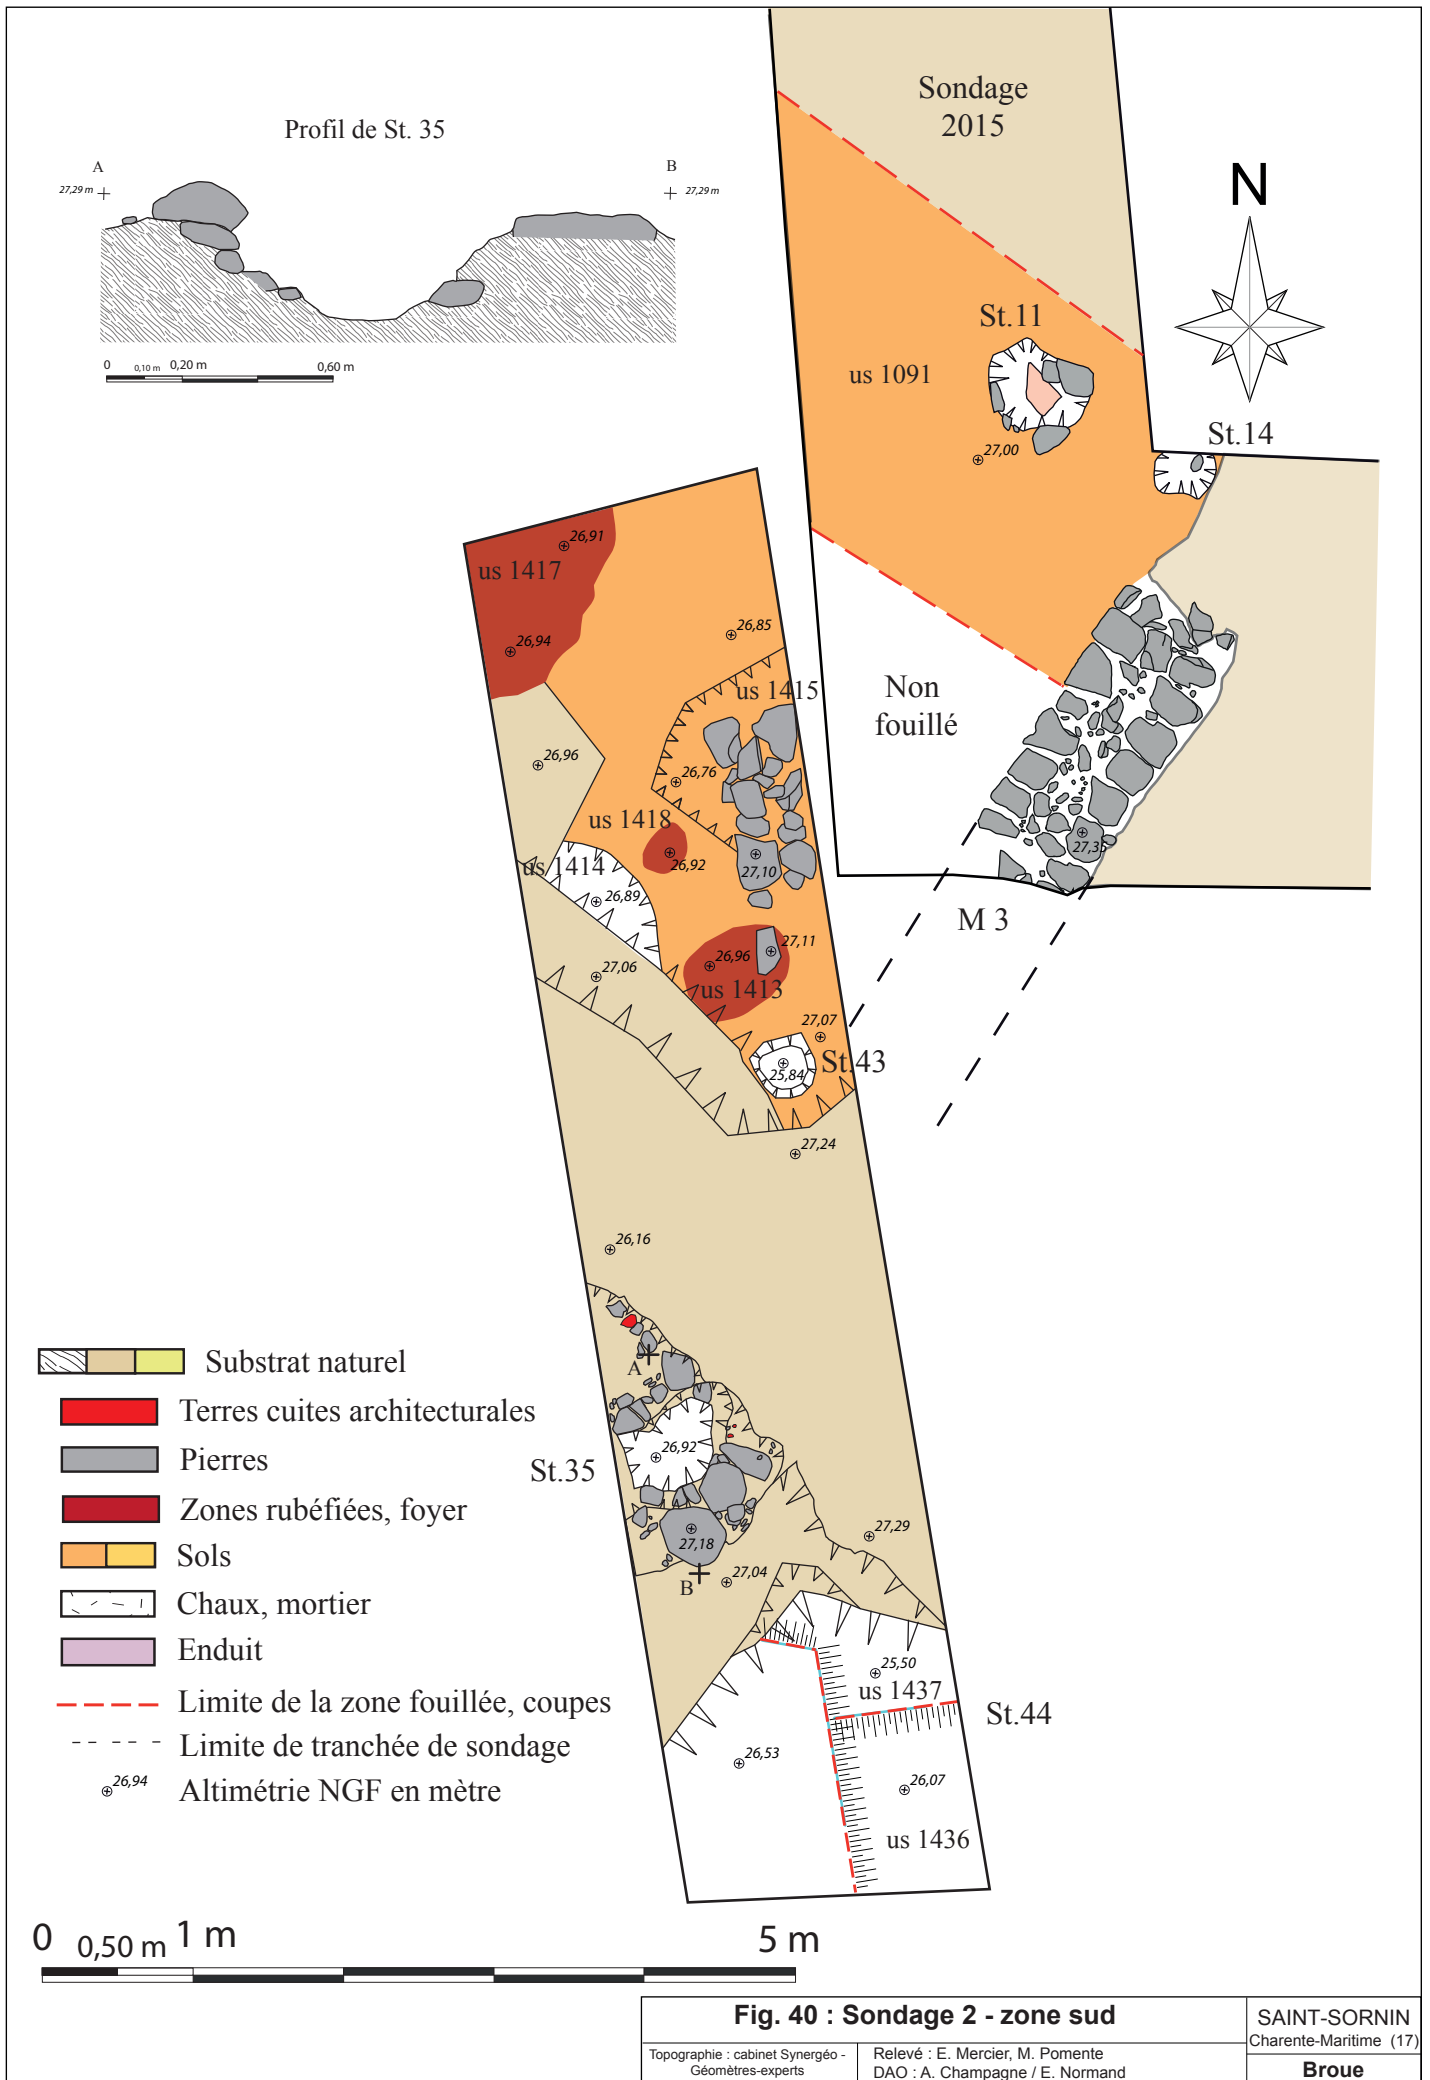 Profil de St. 35
A
B
27,29 m
27,29 m
0
0,10 m
0,20 m
0,60 m
Sondage
2015
N
St.11
us 1091
27,00
St.14
Non
fouillé
27,35
M 3
26,91
us 1417
26,94
26,85
us 1415
26,96
26,76
us 1418
26,92
27,10
us 1414
26,89
27,11
26,96
us 1413
27,06
27,07
St.43
25,84
27,24
26,16
A
26,92
St.35
27,18
B
27,04
27,29
25,50
us 1437
St.44
26,53
26,07
us 1436
Substrat naturel
Terres cuites architecturales
Pierres
Zones rubéfiées, foyer
Sols
Chaux, mortier
Enduit
Limite de la zone fouillée, coupes
Limite de tranchée de sondage
26,94
Altimétrie NGF en mètre
0
0,50 m
1 m
5 m
Fig. 40 : Sondage 2 - zone sud
Topographie : cabinet Synergéo -
Géomètres-experts
Relevé : E. Mercier, M. Pomente
DAO : A. Champagne / E. Normand
SAINT-SORNIN
Charente-Maritime (17)
Broue